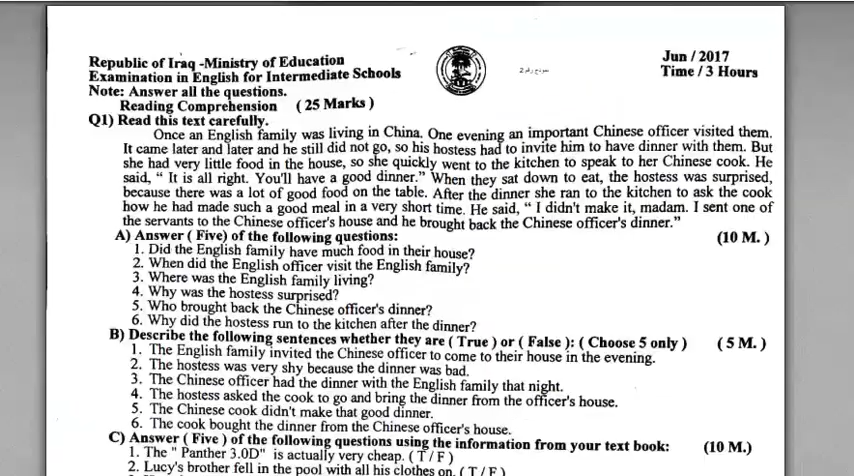 Republic of Iraq -Ministry of Education
Examination in English for Intermediate Schools
Note: Answer all the questions.
Jun / 2017
Time / 3 Hours
Reading Comprehension ( 25 Marks )
Q1) Read this text carefully.
Once an English family was living in China. One evening an important Chinese officer visited them.
It came later and later and he still did not go, so his hostess had to invite him to have dinner with them. But
she had very little food in the house, so she quickly went to the kitchen to speak to her Chinese cook. He
said, “ It is all right. You'll have a good dinner.” When they sat down to eat, the hostess was surprised,
because there was a lot of good food on the table. After the dinner she ran to the kitchen to ask the cook
how he had made such a good meal in a very short time. He said, “ I didn't make it, madam. I sent one of
the servants to the Chinese officer's house and he brought back the Chinese officer's dinner.”
A) Answer ( Five) of the following questions: (10 M. )
1. Did the English family have much food in their house?
2. When did the English officer visit the English family?
3. Where was the English family living?
4. Why was the hostess surprised?
5. Who brought back the Chinese officer's dinner?
6. Why did the hostess run to the kitchen after the dinner?
B) Describe the following sentences whether they are ( True ) or ( False ): ( Choose 5 only ) ( 5 M. )
1. The English family invited the Chinese officer to come to their house in the evening.
2. The hostess was very shy because the dinner was bad.
3. The Chinese officer had the dinner with the English family that night.
4. The hostess asked the cook to go and bring the dinner from the officer's house.
5. The Chinese cook didn't make that good dinner.
6. The cook bought the dinner from the Chinese officer's house.
C) Answer ( Five ) of the following questions using the information from your text book: (10 M.)
1. The " Panther 3.0D" is actually very cheap. ( T / F )
2. Lucy's brother fell in the pool with all his clothes on. ( T / F )